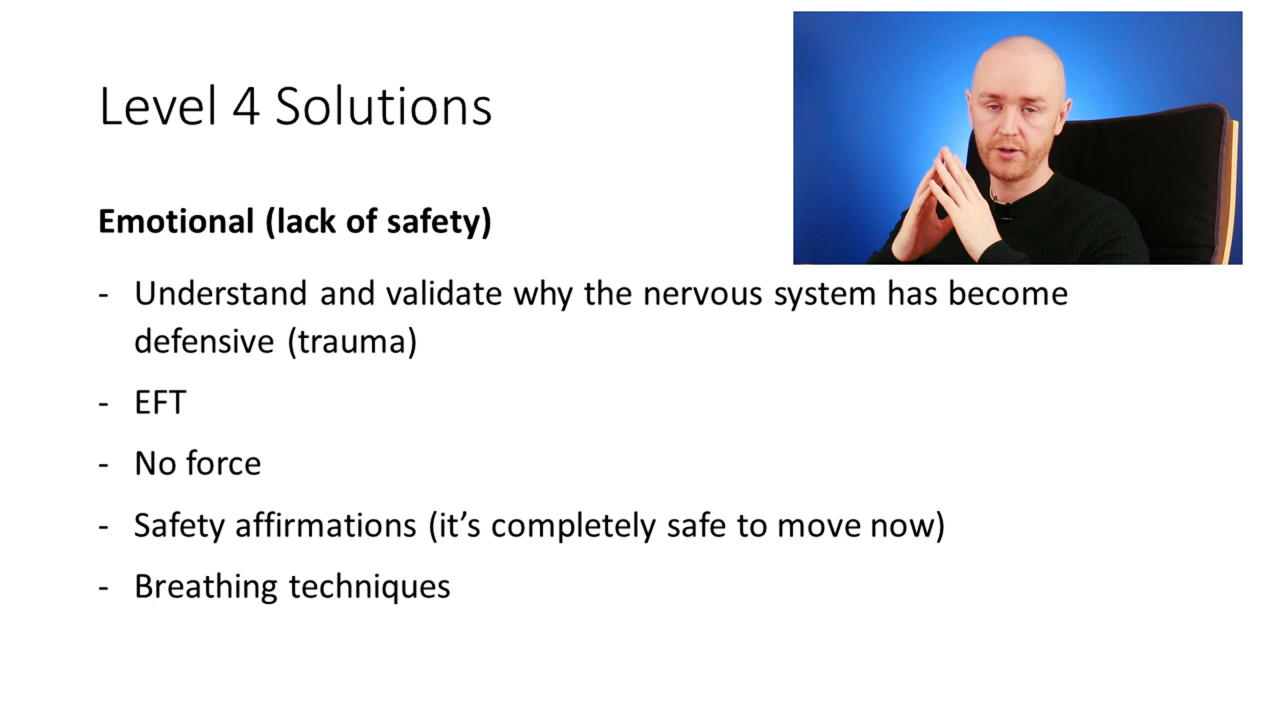 Level 4 Solutions
Emotional (lack of safety)
- Understand and validate why the nervous system has become
defensive (trauma)
- EFT
- No force
- Safety affirmations (it’s completely safe to move now)
- Breathing techniques